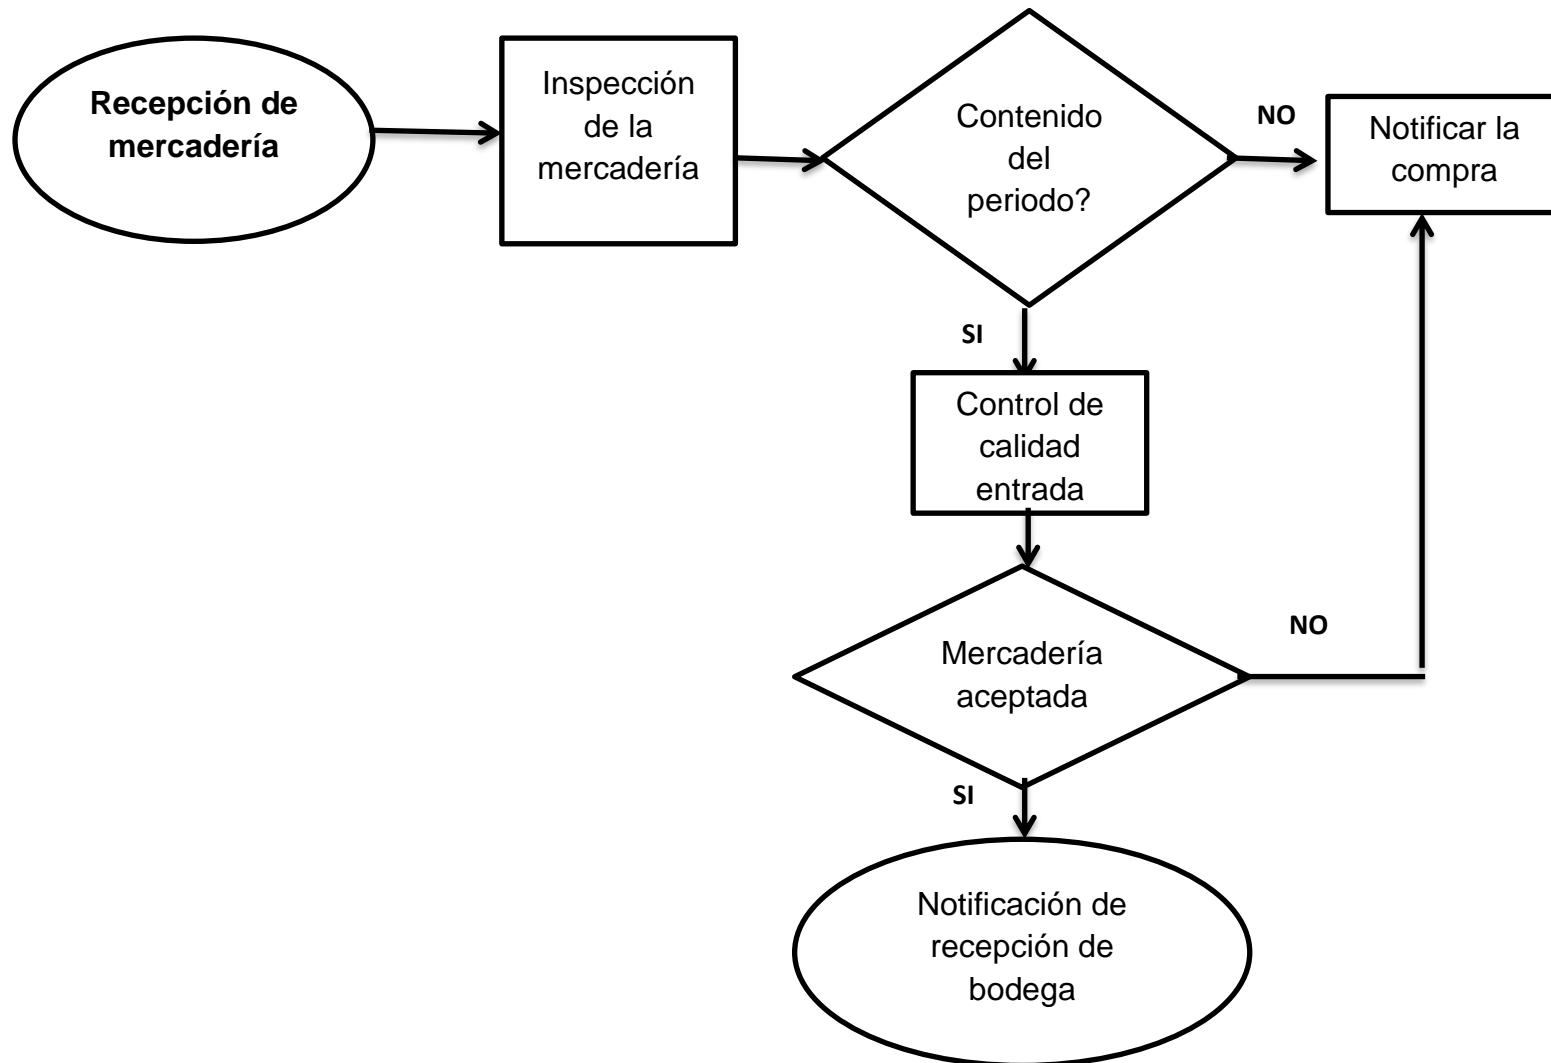 Recepción de
mercadería
Inspección
de la
mercadería
Contenido
del
periodo?
NO
Notificar la
compra
SI
Control de
calidad
entrada
Mercadería
aceptada
NO
SI
Notificación de
recepción de
bodega